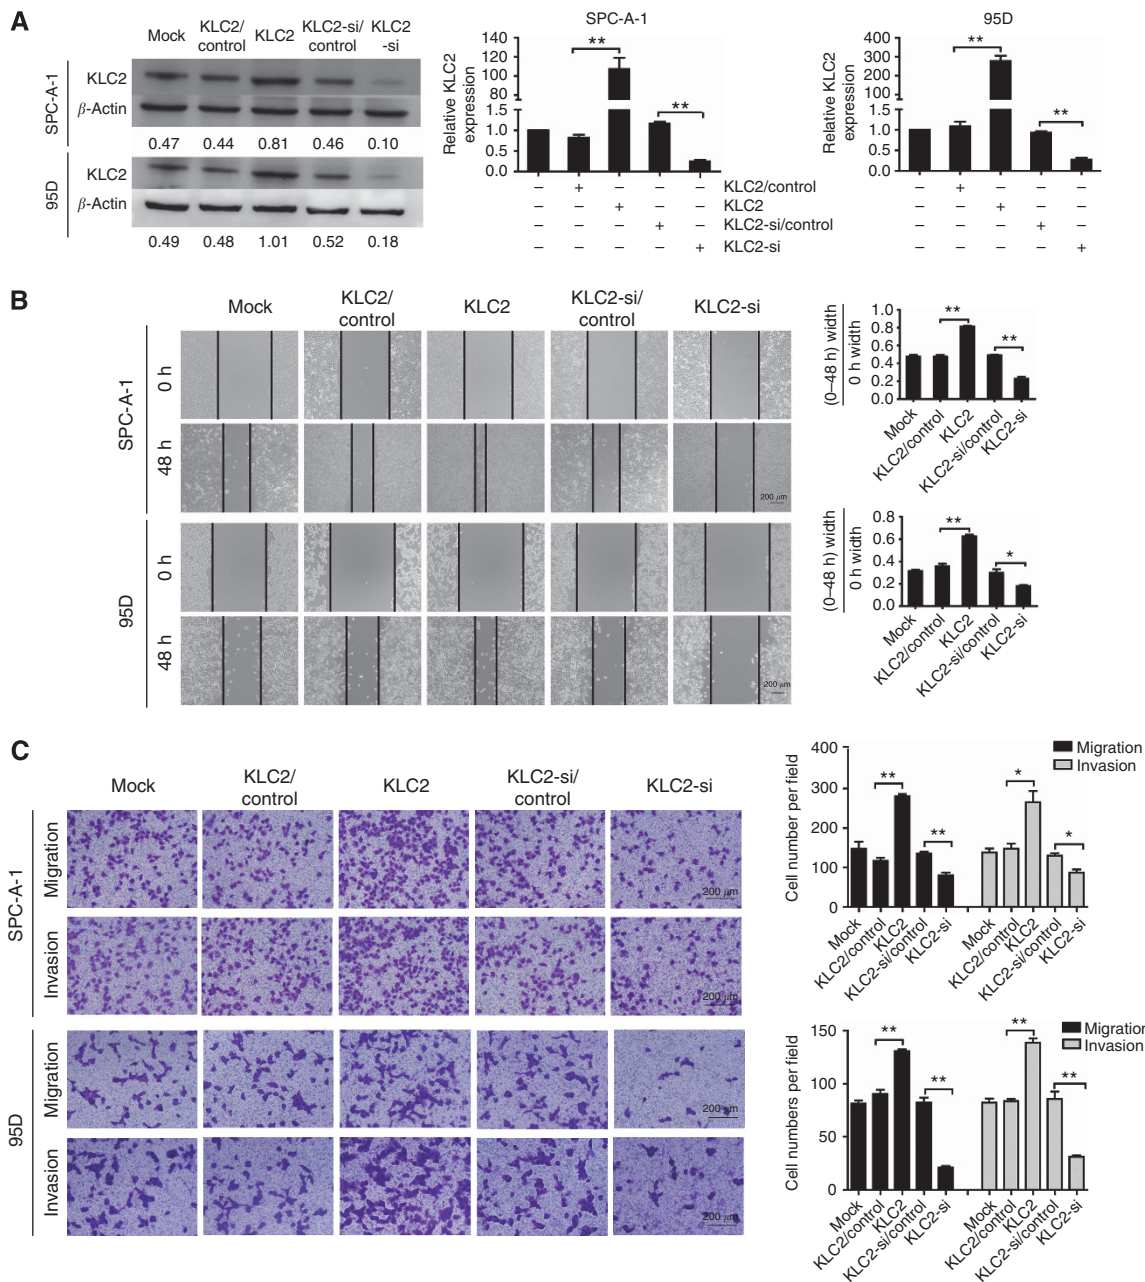 A
Mock
KLC2/
control
KLC2
KLC2-si/
control
KLC2
-si
SPC-A-1
KLC2
β-Actin
0.47 0.44 0.81 0.46 0.10
95D
KLC2
β-Actin
0.49 0.48 1.01 0.52 0.18
SPC-A-1
Relative KLC2
expression
140
120
100
80
60
1.5
1.0
0.5
0.0
**
**
– + – – – KLC2/control
– – + – – KLC2
– – – + – KLC2-si/control
– – – – + KLC2-si
95D
Relative KLC2
expression
400
300
200
100
1.5
1.0
0.5
0.0
**
**
– + – – –
– – + – –
– – – + –
– – – – +
B
Mock
KLC2/
control
KLC2
KLC2-si/
control
KLC2-si
SPC-A-1
0 h
48 h
200 μm
95D
0 h
48 h
200 μm
(0–48 h) width
0 h width
1.0
0.8
0.6
0.4
0.2
0.0
**
**
Mock
KLC2/control
KLC2
KLC2-si/control
KLC2-si
(0–48 h) width
0 h width
0.8
0.6
0.4
0.2
0.0
**
*
Mock
KLC2/control
KLC2
KLC2-si/control
KLC2-si
C
Mock
KLC2/
control
KLC2
KLC2-si/
control
KLC2-si
SPC-A-1
Migration
200 μm
Invasion
200 μm
95D
Migration
200 μm
Invasion
200 μm
Cell number per field
400
300
200
100
0
Migration
Invasion
**
**
*
*
Mock
KLC2/control
KLC2
KLC2-si/control
KLC2-si
Mock
KLC2/control
KLC2
KLC2-si/control
KLC2-si
Cell numbers per field
150
100
50
0
Migration
Invasion
**
**
**
**
Mock
KLC2/control
KLC2
KLC2-si/control
KLC2-si
Mock
KLC2/control
KLC2
KLC2-si/control
KLC2-si